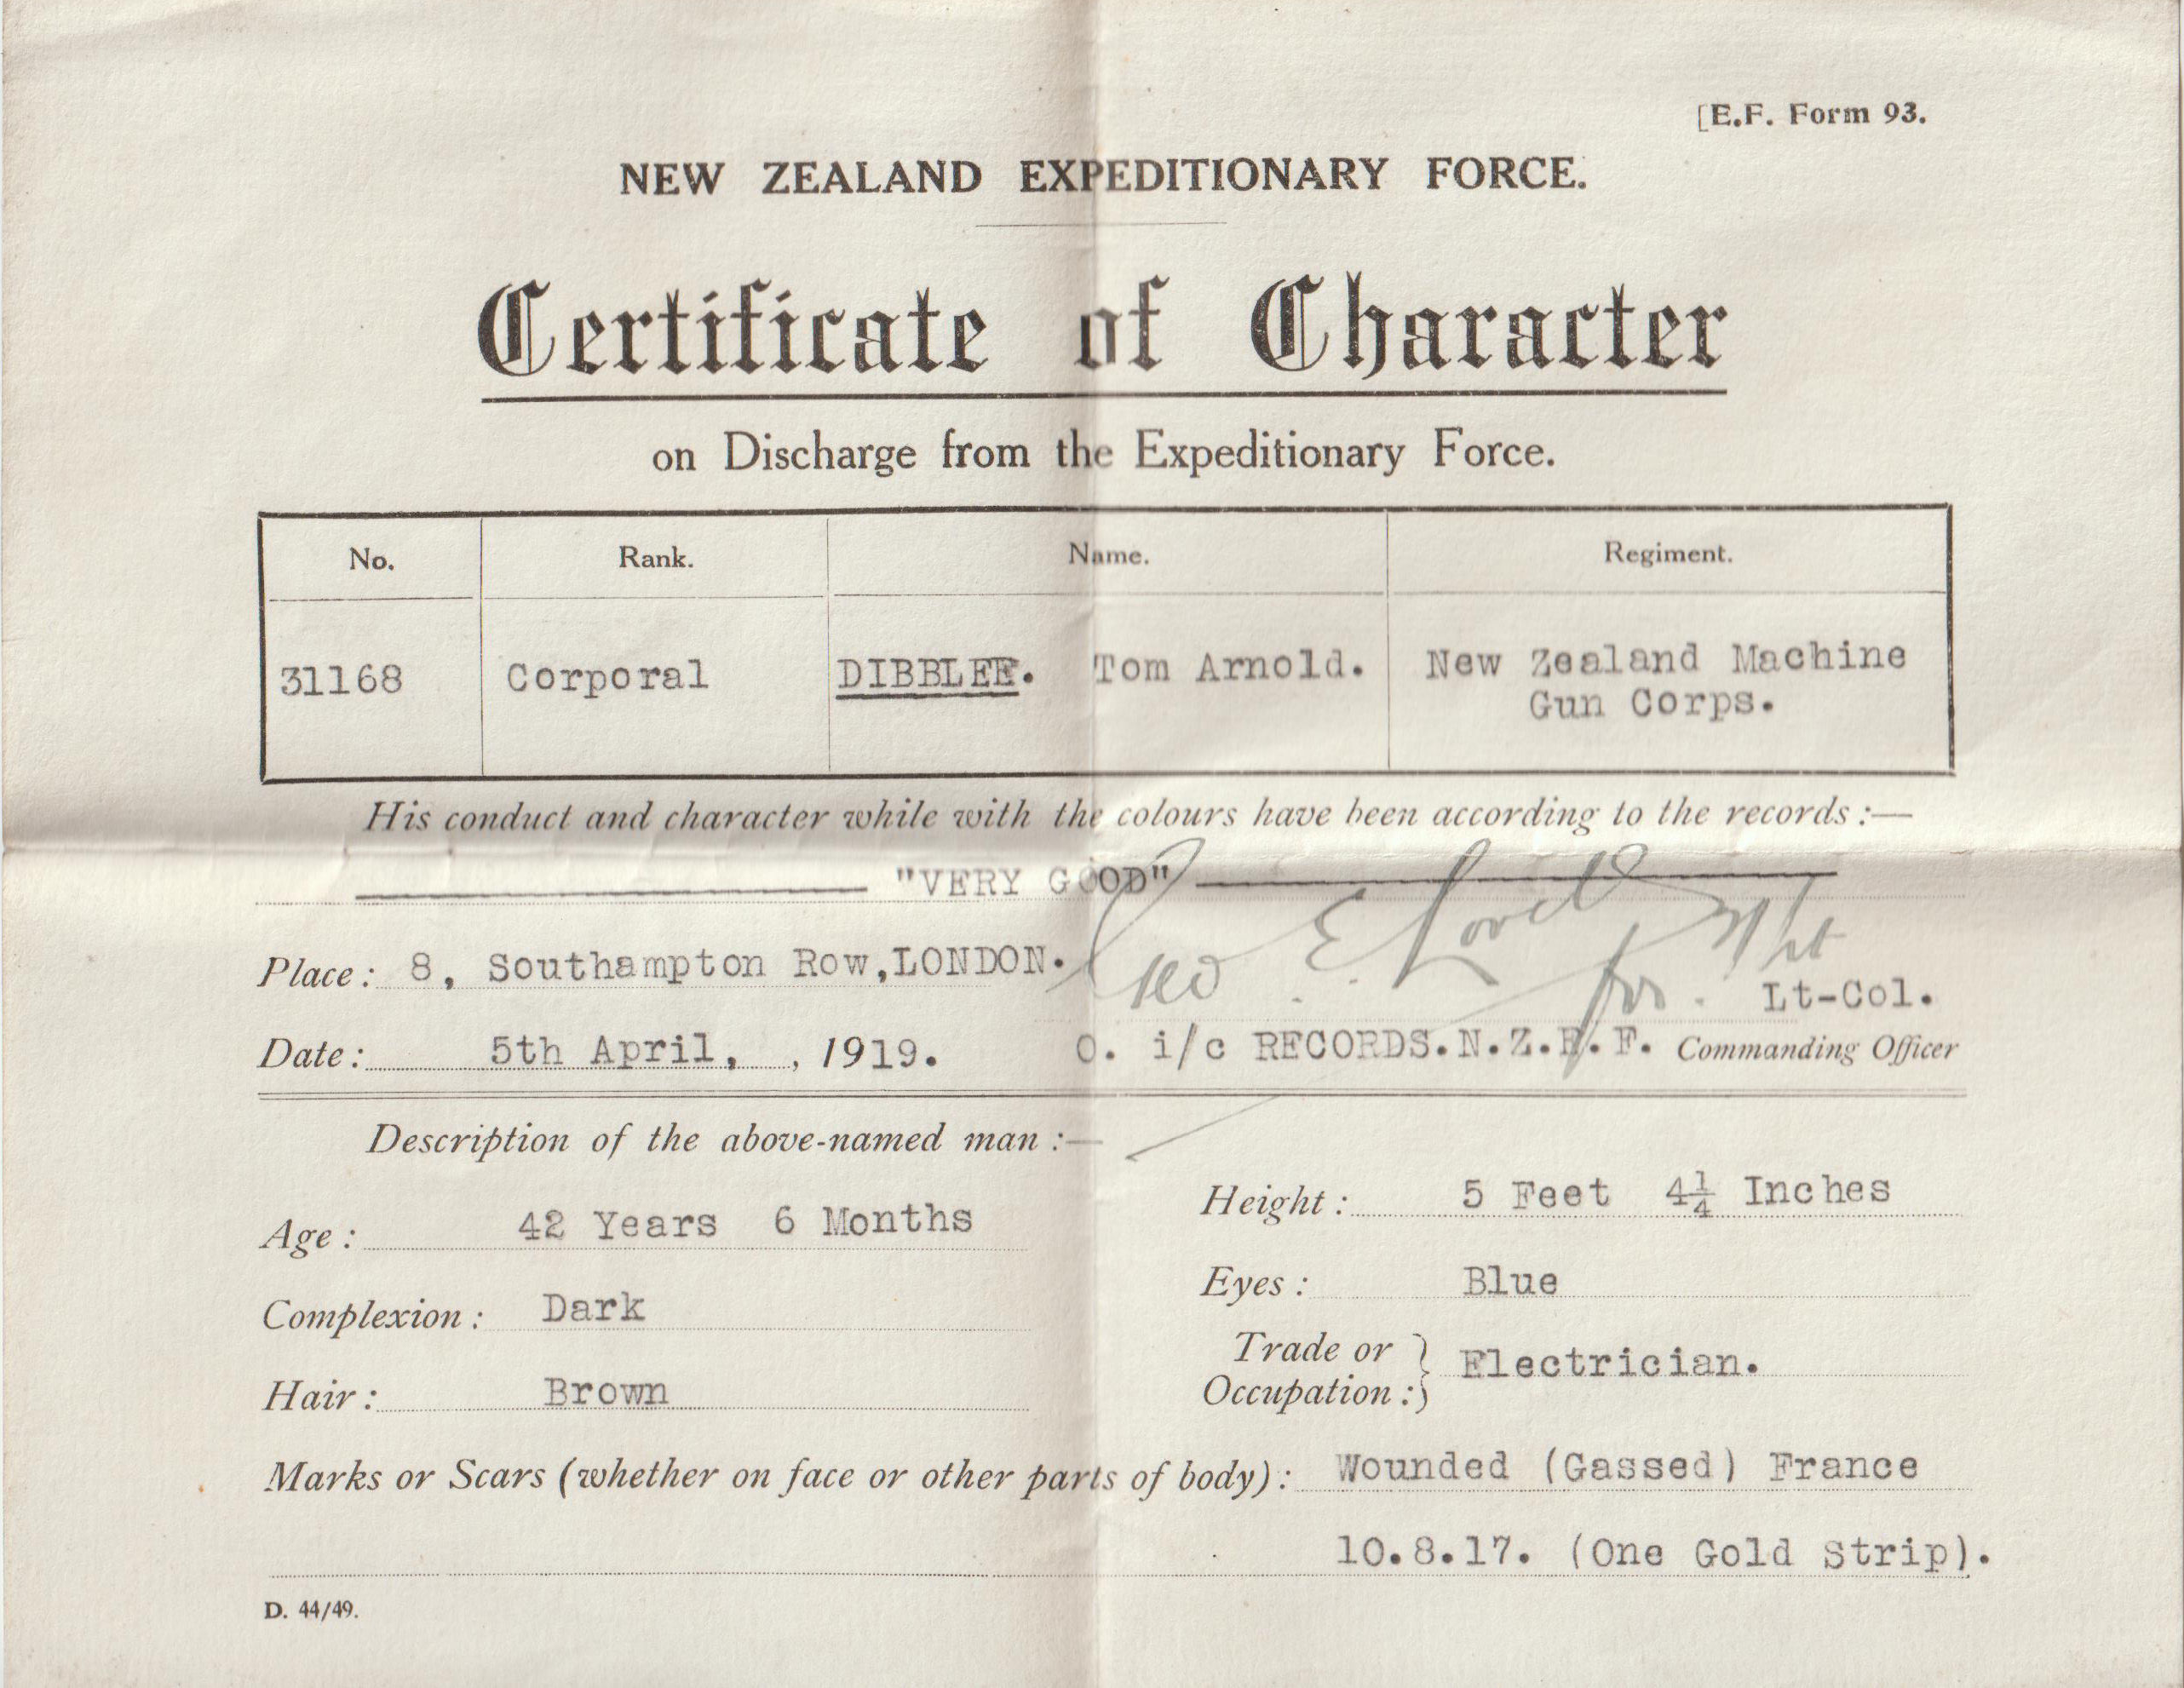 [E.F. Form 93.
NEW ZEALAND EXPEDITIONARY FORCE.
Certificate of Character
on Discharge from the Expeditionary Force.
No. Rank. Name. Regiment.
31168 Corporal DIBBLEE. Tom Arnold. New Zealand Machine
Gun Corps.
His conduct and character while with the colours have been according to the records :—
"VERY GOOD"
Place : 8, Southampton Row, LONDON.
Geo E Lovell
for Lt-Col.
Date : 5th April, , 1919. O. i/c RECORDS. N.Z.E.F. Commanding Officer
Description of the above-named man :—
Age : 42 Years 6 Months
Height : 5 Feet 4¼ Inches
Complexion : Dark
Eyes : Blue
Hair : Brown
Trade or
Occupation : } Electrician.
Marks or Scars (whether on face or other parts of body) : Wounded (Gassed) France
10.8.17. (One Gold Strip).
D. 44/49.